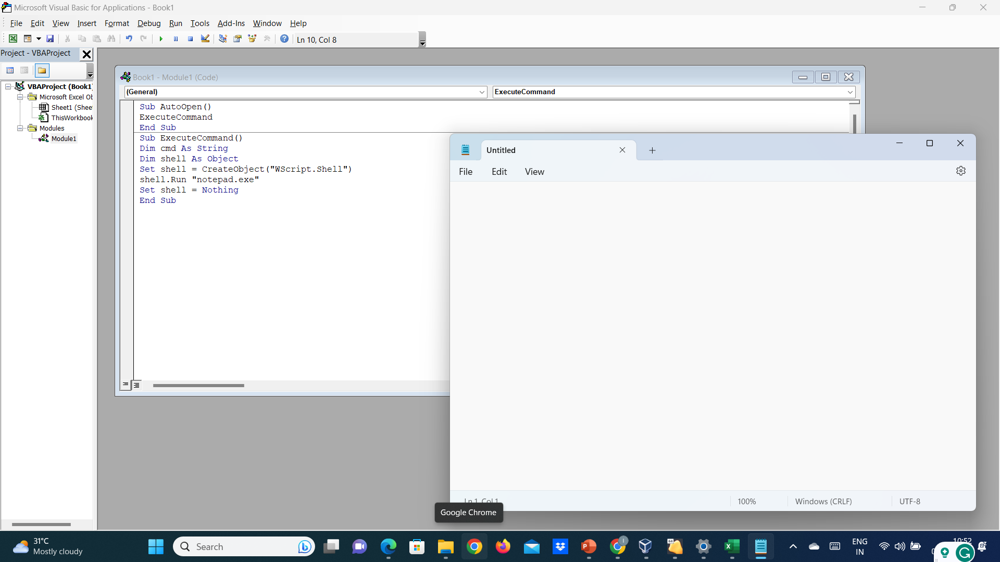 Microsoft Visual Basic for Applications - Book1
File Edit View Insert Format Debug Run Tools Add-Ins Window Help
Ln 10, Col 8
Project - VBAProject
VBAProject (Book1)
Microsoft Excel Ob
Sheet1 (Shee
ThisWorkbook
Modules
Module1
Book1 - Module1 (Code)
(General)
ExecuteCommand
Sub AutoOpen()
ExecuteCommand
End Sub
Sub ExecuteCommand()
Dim cmd As String
Dim shell As Object
Set shell = CreateObject("WScript.Shell")
shell.Run "notepad.exe"
Set shell = Nothing
End Sub
Untitled
File Edit View
Ln 1, Col 1
100%
Windows (CRLF)
UTF-8
Google Chrome
31°C
Mostly cloudy
Search
64
ENG
IN
10:52